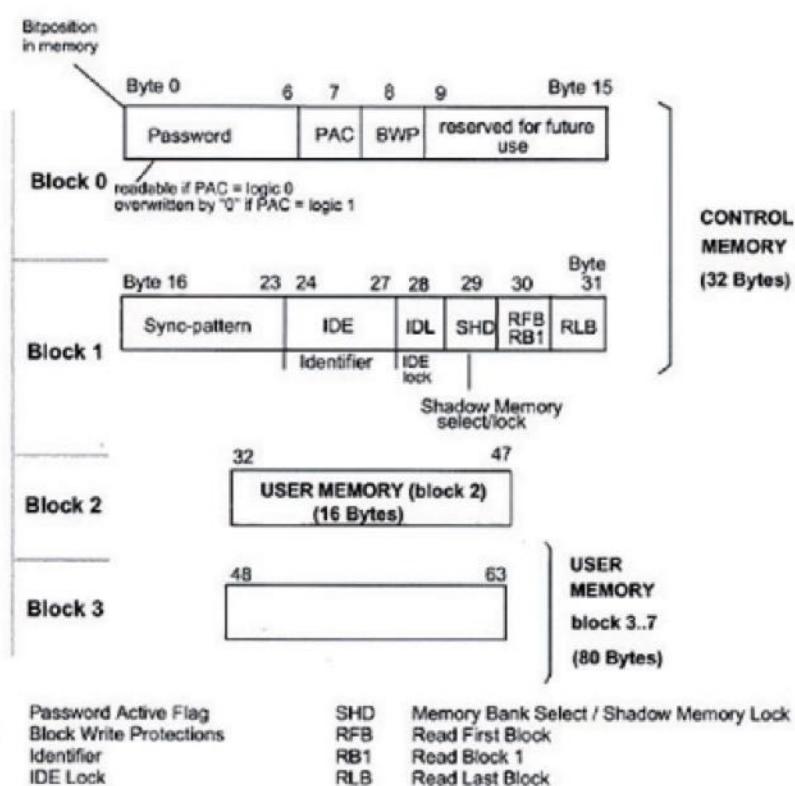 Bitposition
in memory
Byte 0 6 7 8 9 Byte 15
Password PAC BWP reserved for future
use
Block 0
readable if PAC = logic 0
overwritten by "0" if PAC = logic 1
CONTROL
MEMORY
(32 Bytes)
Byte 16 23 24 27 28 29 30 Byte
31
Block 1
Sync-pattern IDE IDL SHD RFB
RB1 RLB
Identifier IDE
lock
Shadow Memory
select/lock
32 47
Block 2
USER MEMORY (block 2)
(16 Bytes)
48 63
Block 3
USER
MEMORY
block 3..7
(80 Bytes)
Password Active Flag SHD Memory Bank Select / Shadow Memory Lock
Block Write Protections RFB Read First Block
Identifier RB1 Read Block 1
IDE Lock RLB Read Last Block